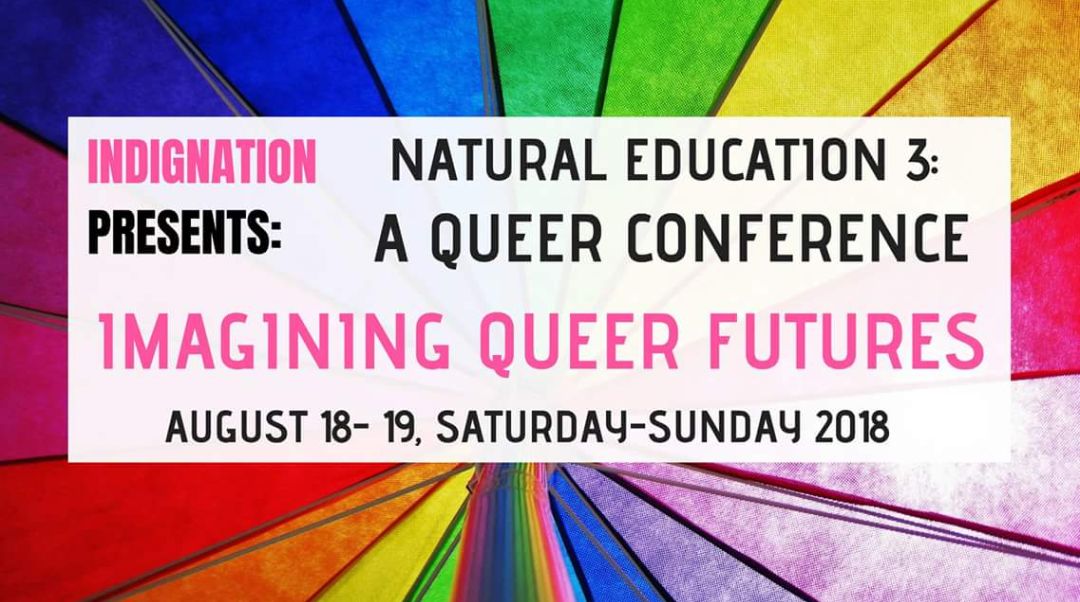 INDIGNATION
PRESENTS:
NATURAL EDUCATION 3:
A QUEER CONFERENCE
IMAGINING QUEER FUTURES
AUGUST 18- 19, SATURDAY-SUNDAY 2018